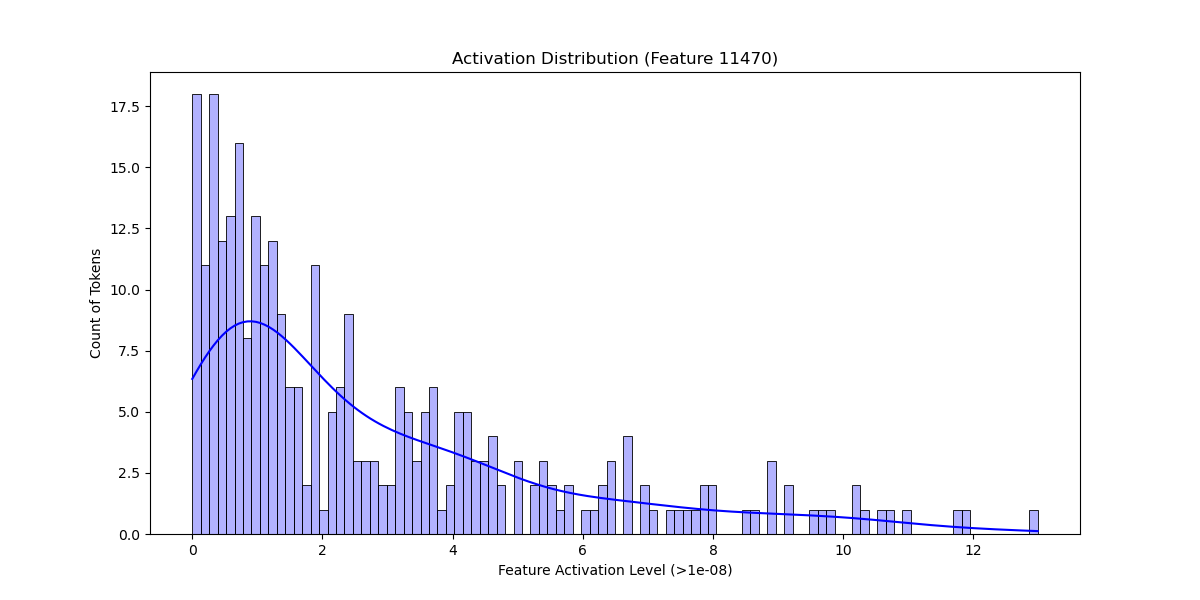 Activation Distribution (Feature 11470)
17.5
15.0
12.5
10.0
7.5
5.0
2.5
0.0
Count of Tokens
0 2 4 6 8 10 12
Feature Activation Level (>1e-08)